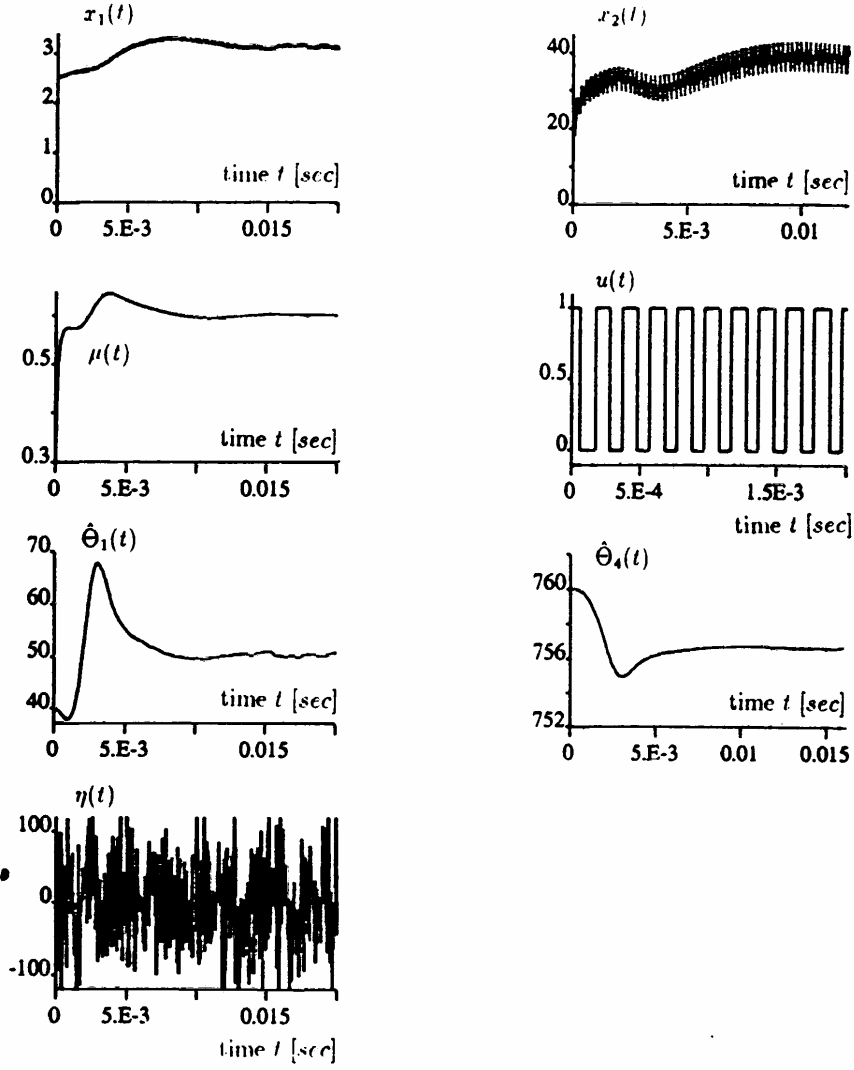 x₁(t)
3
2
1
0
time t [sec]
0 5.E-3 0.015
x₂(t)
40
20
0
time t [sec]
0 5.E-3 0.01
0.5
μ(t)
0.3
time t [sec]
0 5.E-3 0.015
u(t)
1
0.5
0
0 5.E-4 1.5E-3
time t [sec]
Θ̂₁(t)
70
60
50
40
time t [sec]
0 5.E-3 0.015
Θ̂₄(t)
760
756
752
time t [sec]
0 5.E-3 0.01 0.015
η(t)
100
0
-100
0 5.E-3 0.015
time t [sec]